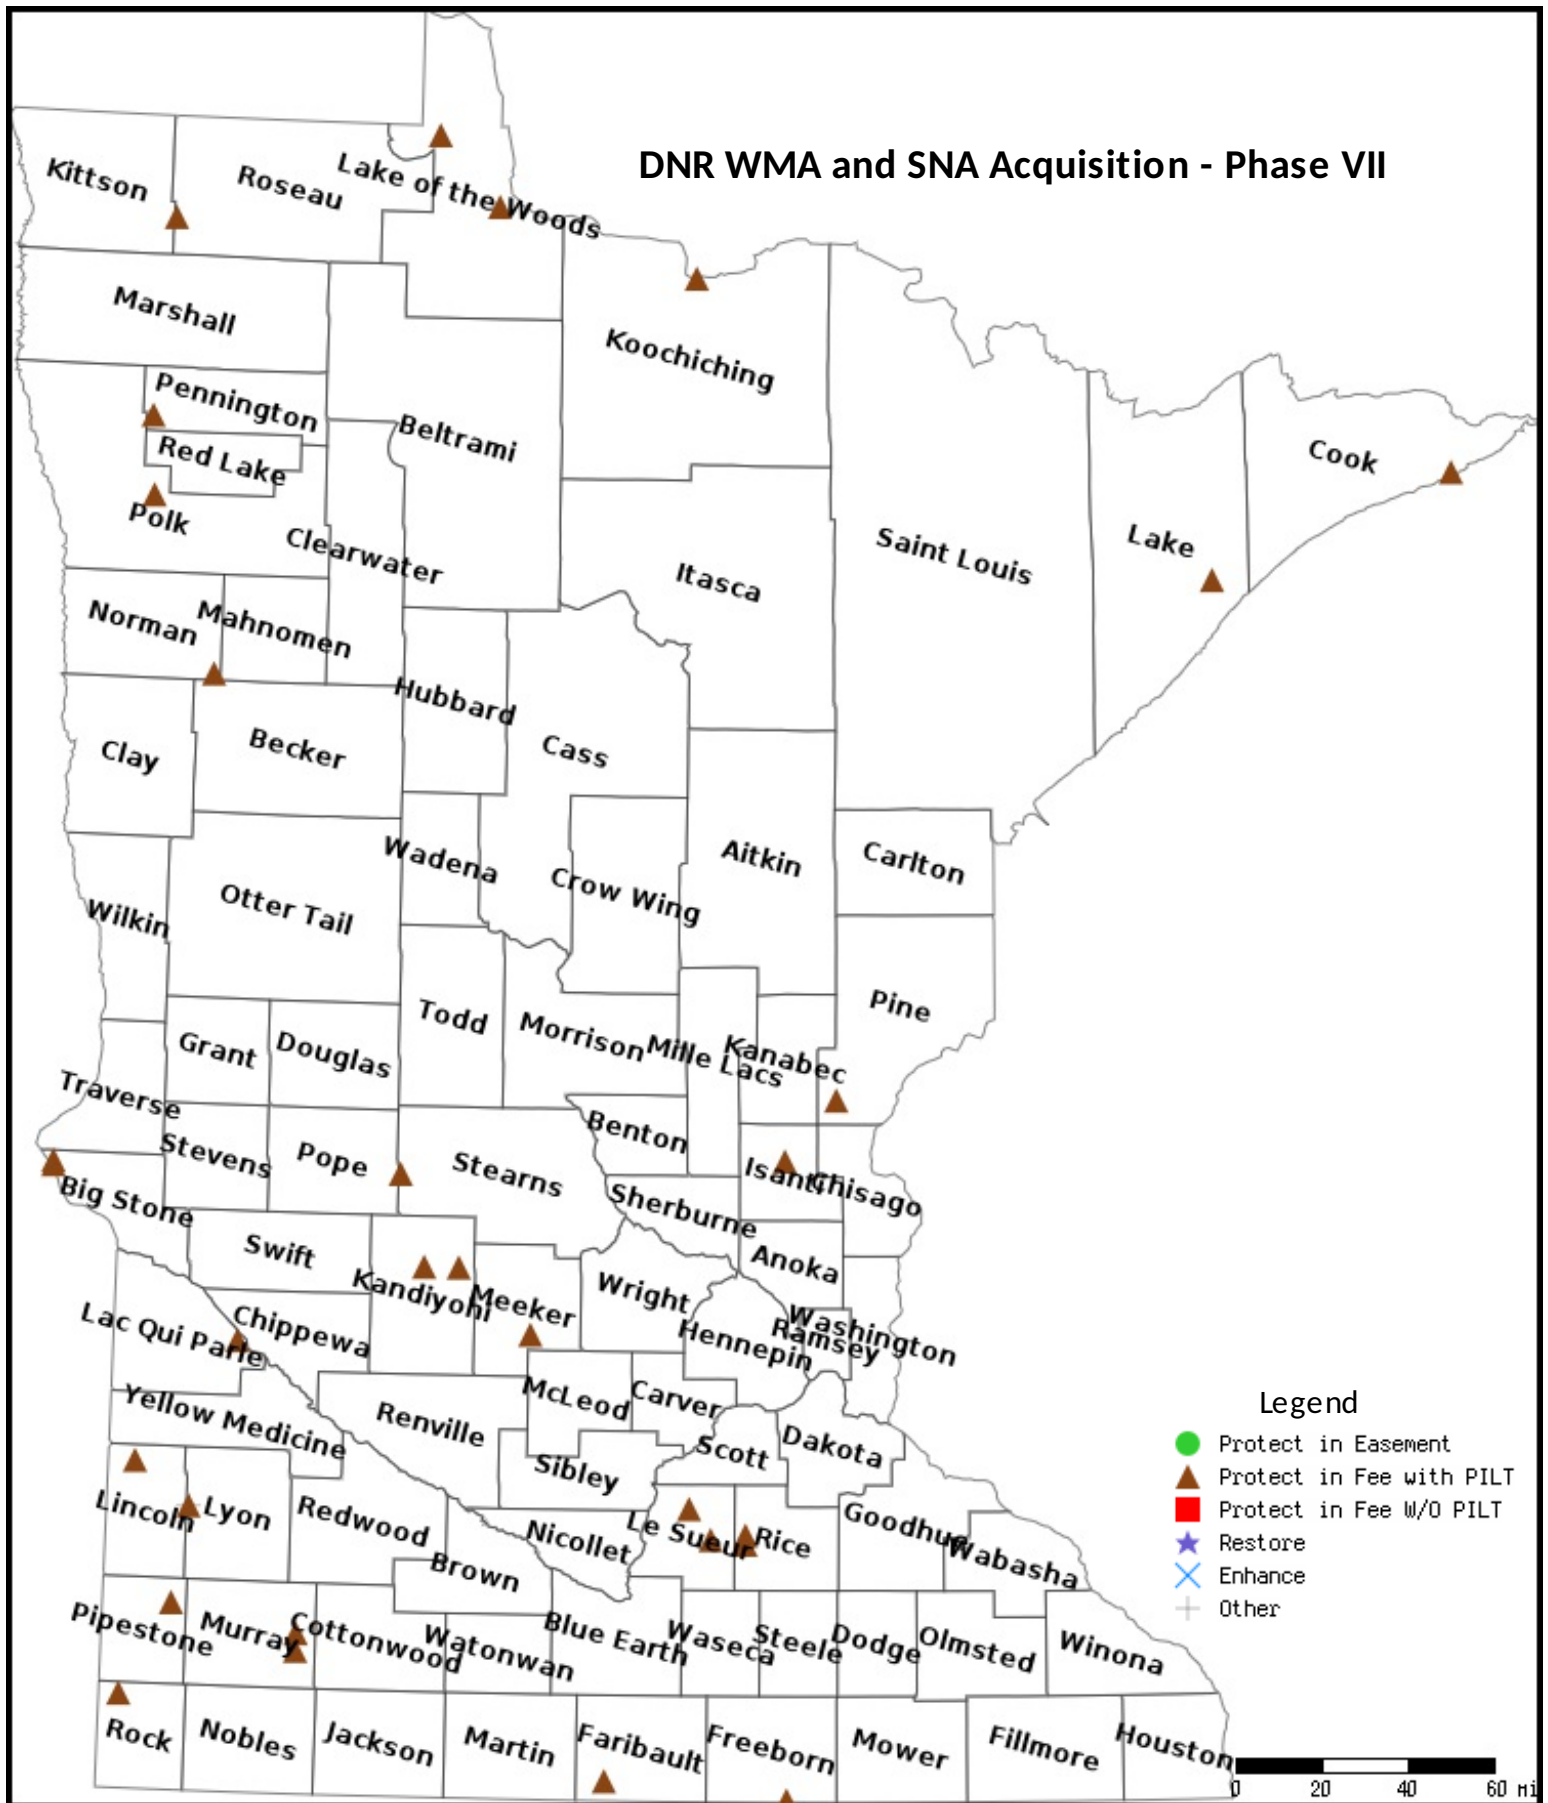 DNR WMA and SNA Acquisition - Phase VII
Kittson
Roseau
Lake of the Woods
Marshall
Koochiching
Pennington
Beltrami
Red Lake
Cook
Polk
Clearwater
Saint Louis
Lake
Itasca
Norman
Mahnomen
Hubbard
Clay
Becker
Cass
Wadena
Aitkin
Carlton
Crow Wing
Otter Tail
Wilkin
Pine
Todd
Morrison
Mille Lacs
Kanabec
Grant
Douglas
Traverse
Benton
Stevens
Pope
Stearns
Isanti
Chisago
Big Stone
Sherburne
Swift
Anoka
Kandiyohi
Meeker
Wright
Lac Qui Parle
Chippewa
Hennepin
Ramsey
Washington
Yellow Medicine
Renville
McLeod
Carver
Scott
Dakota
Sibley
Lincoln
Lyon
Redwood
Nicollet
Le Sueur
Rice
Goodhue
Wabasha
Brown
Pipestone
Murray
Cottonwood
Watonwan
Blue Earth
Waseca
Steele
Dodge
Olmsted
Winona
Rock
Nobles
Jackson
Martin
Faribault
Freeborn
Mower
Fillmore
Houston
Legend
Protect in Easement
Protect in Fee with PILT
Protect in Fee W/O PILT
Restore
Enhance
Other
0 20 40 60 mi